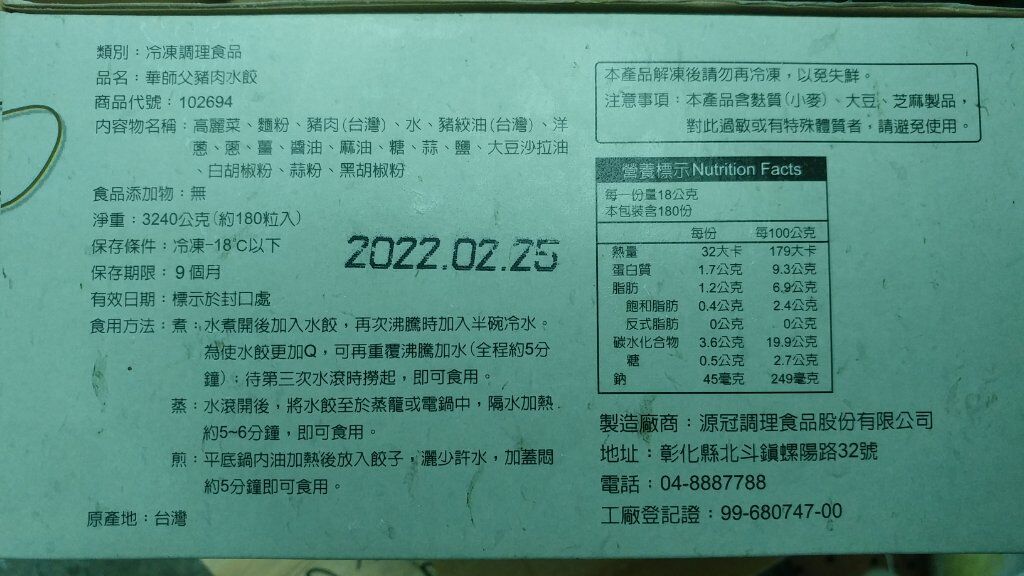 類別：冷凍調理食品
品名：華師父豬肉水餃
商品代號：102694
內容物名稱：高麗菜、麵粉、豬肉(台灣)、水、豬絞油(台灣)、洋
蔥、蔥、薑、醬油、麻油、糖、蒜、鹽、大豆沙拉油
、白胡椒粉、蒜粉、黑胡椒粉
食品添加物：無
淨重：3240公克(約180粒入)
保存條件：冷凍-18℃以下
保存期限：9個月
有效日期：標示於封口處
2022.02.25
食用方法：煮：水煮開後加入水餃，再次沸騰時加入半碗冷水。
為使水餃更加Q，可再重覆沸騰加水(全程約5分
鐘)；待第三次水滾時撈起，即可食用。
蒸：水滾開後，將水餃至於蒸籠或電鍋中，隔水加熱
約5~6分鐘，即可食用。
煎：平底鍋內油加熱後放入餃子，灑少許水，加蓋悶
約5分鐘即可食用。
原產地：台灣
本產品解凍後請勿再冷凍，以免失鮮。
注意事項：本產品含麩質(小麥)、大豆、芝麻製品，
對此過敏或有特殊體質者，請避免使用。
營養標示 Nutrition Facts
每一份量18公克
本包裝含180份
每份 每100公克
熱量 32大卡 179大卡
蛋白質 1.7公克 9.3公克
脂肪 1.2公克 6.9公克
飽和脂肪 0.4公克 2.4公克
反式脂肪 0公克 0公克
碳水化合物 3.6公克 19.9公克
糖 0.5公克 2.7公克
鈉 45毫克 249毫克
製造廠商：源冠調理食品股份有限公司
地址：彰化縣北斗鎮螺陽路32號
電話：04-8887788
工廠登記證：99-680747-00